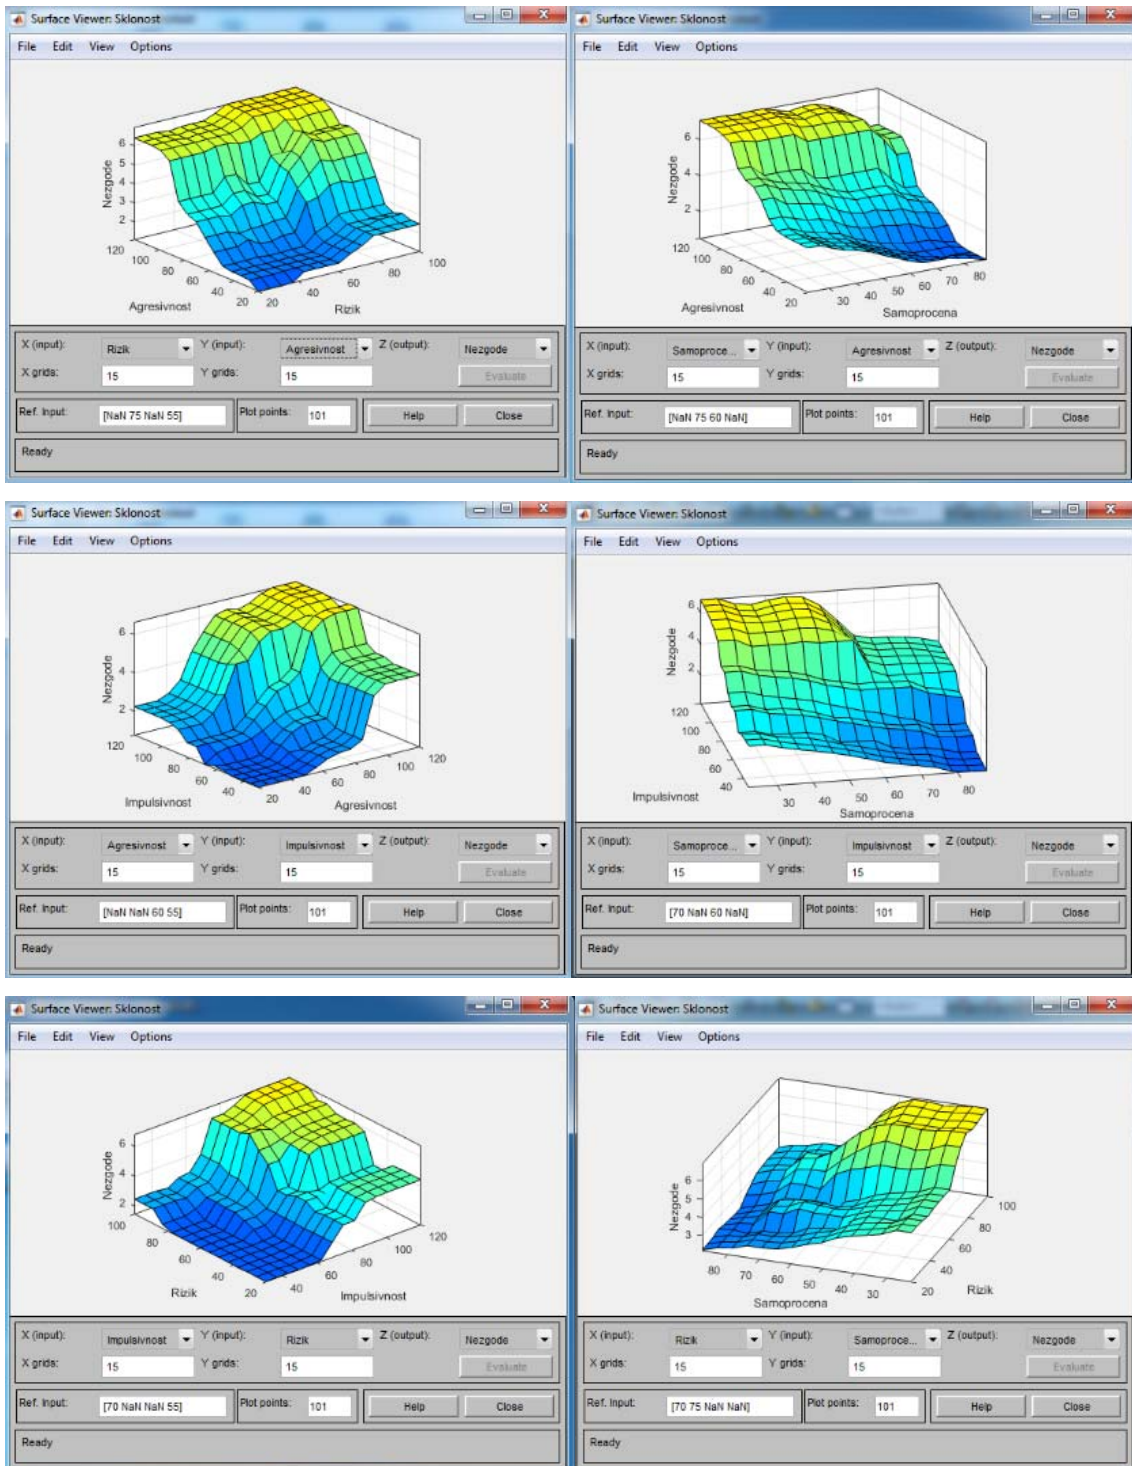 Surface Viewer: Sklonost
File Edit View Options
Nezgode
6
5
4
3
2
120
100
80
60
40
20
20
40
60
80
100
Agresivnost
Rizik
X (input): Rizik Y (input): Agresivnost Z (output): Nezgode
X grids: 15 Y grids: 15 Evaluate
Ref. Input: [NaN 75 NaN 55] Plot points: 101 Help Close
Ready
Surface Viewer: Sklonost
File Edit View Options
Nezgode
6
4
2
120
100
80
60
40
20
30
40
50
60
70
80
Agresivnost
Samoprocena
X (input): Samoproce... Y (input): Agresivnost Z (output): Nezgode
X grids: 15 Y grids: 15 Evaluate
Ref. Input: [NaN 75 60 NaN] Plot points: 101 Help Close
Ready
Surface Viewer: Sklonost
File Edit View Options
Nezgode
6
4
2
120
100
80
60
40
20
40
60
80
100
120
Impulsivnost
Agresivnost
X (input): Agresivnost Y (input): Impulsivnost Z (output): Nezgode
X grids: 15 Y grids: 15 Evaluate
Ref. Input: [NaN NaN 60 55] Plot points: 101 Help Close
Ready
Surface Viewer: Sklonost
File Edit View Options
Nezgode
6
4
2
120
100
80
60
40
30
40
50
60
70
80
Impulsivnost
Samoprocena
X (input): Samoproce... Y (input): Impulsivnost Z (output): Nezgode
X grids: 15 Y grids: 15 Evaluate
Ref. Input: [70 NaN 60 NaN] Plot points: 101 Help Close
Ready
Surface Viewer: Sklonost
File Edit View Options
Nezgode
6
4
2
100
80
60
40
20
40
60
80
100
120
Rizik
Impulsivnost
X (input): Impulsivnost Y (input): Rizik Z (output): Nezgode
X grids: 15 Y grids: 15 Evaluate
Ref. Input: [70 NaN NaN 55] Plot points: 101 Help Close
Ready
Surface Viewer: Sklonost
File Edit View Options
Nezgode
6
5
4
3
80
70
60
50
40
30
20
40
60
80
100
Samoprocena
Rizik
X (input): Rizik Y (input): Samoproce... Z (output): Nezgode
X grids: 15 Y grids: 15 Evaluate
Ref. Input: [70 75 NaN NaN] Plot points: 101 Help Close
Ready